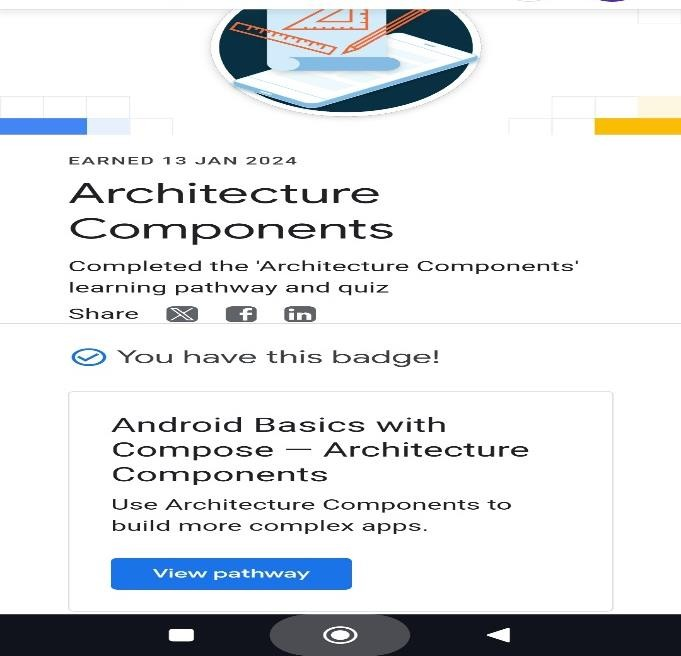 EARNED 13 JAN 2024
Architecture
Components
Completed the 'Architecture Components'
learning pathway and quiz
Share
You have this badge!
Android Basics with
Compose — Architecture
Components
Use Architecture Components to
build more complex apps.
View pathway